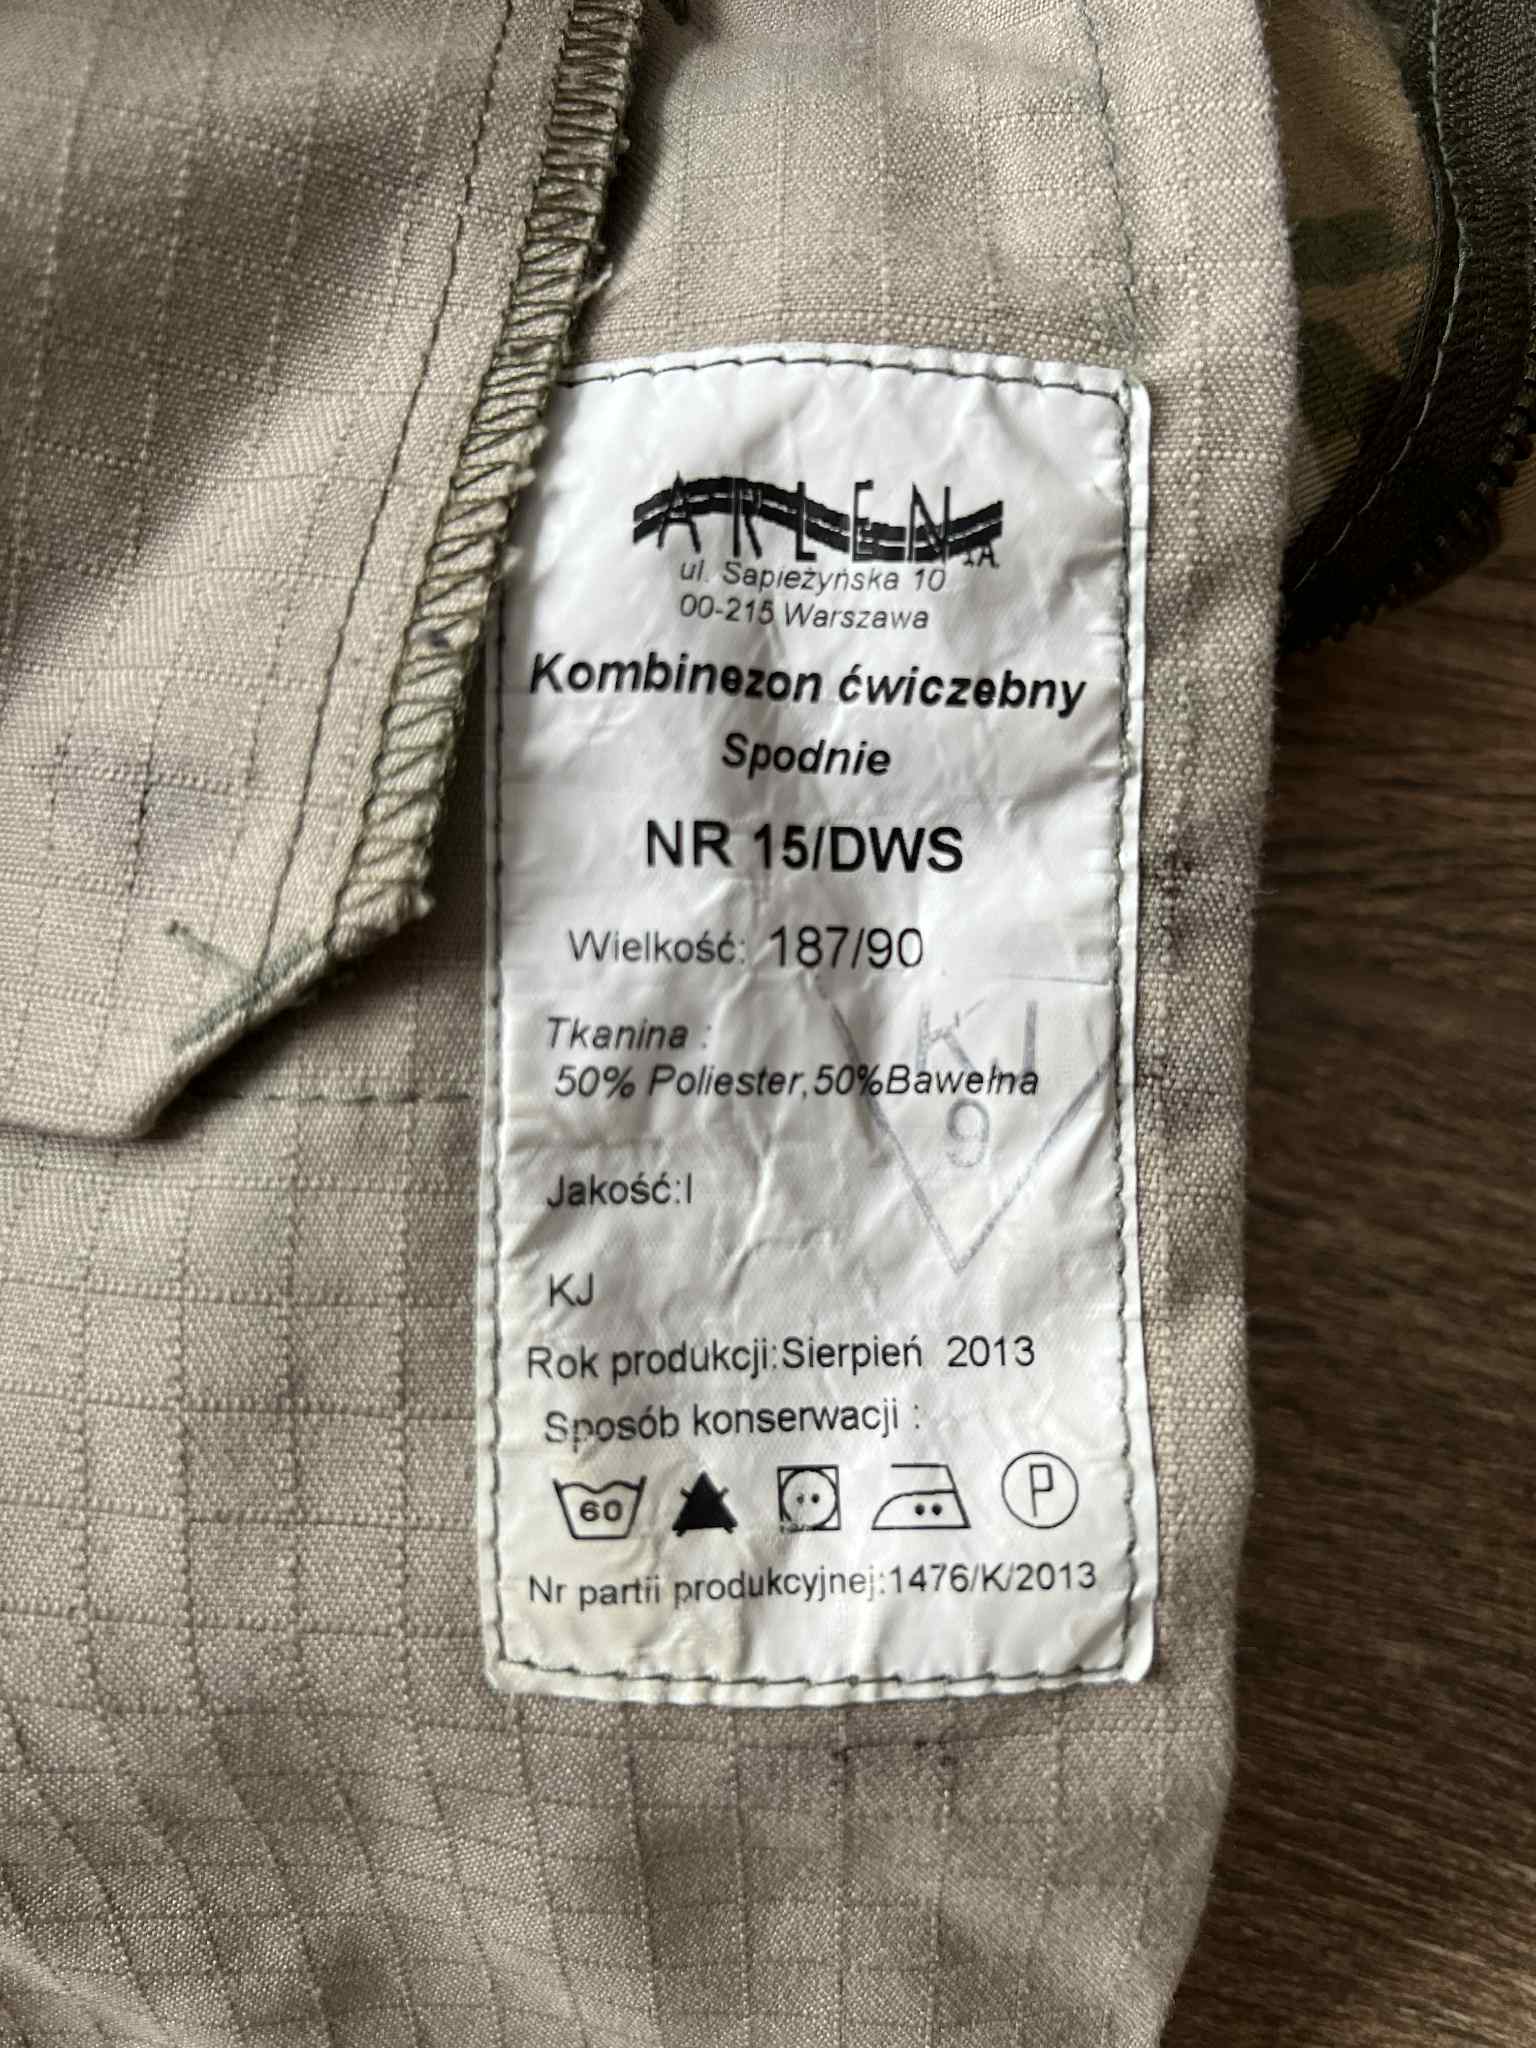 ARLEN
ul. Sapieżyńska 10
00-215 Warszawa
Kombinezon ćwiczebny
Spodnie
NR 15/DWS
Wielkość: 187/90
Tkanina :
50% Poliester,50%Bawełna
KJ
9
Jakość:I
KJ
Rok produkcji:Sierpień 2013
Sposób konserwacji :
60
P
Nr partii produkcyjnej:1476/K/2013